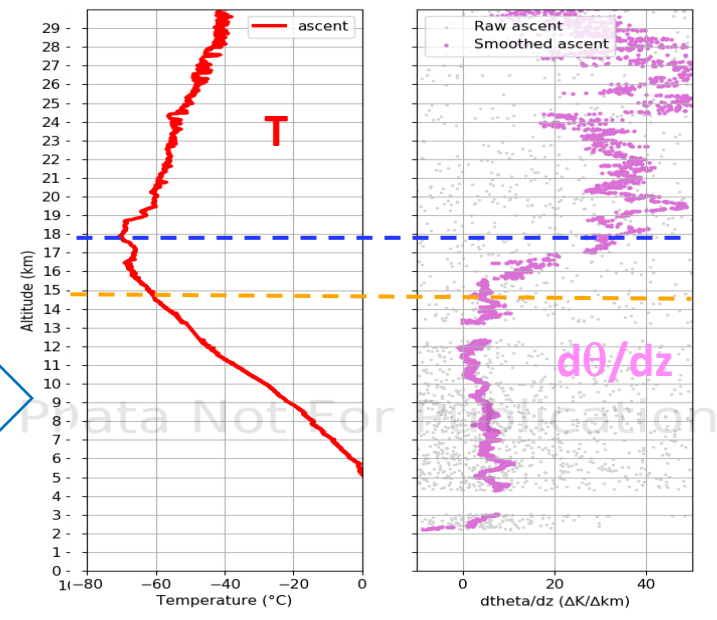 ascent
Raw ascent
Smoothed ascent
T
dθ/dz
29
28
27
26
25
24
23
22
21
20
19
18
17
16
15
14
13
12
11
10
9
8
7
6
5
4
3
2
1
0
Altitude (km)
−80 −60 −40 −20 0
Temperature (°C)
0 20 40
dtheta/dz (ΔK/Δkm)
Not For Publication